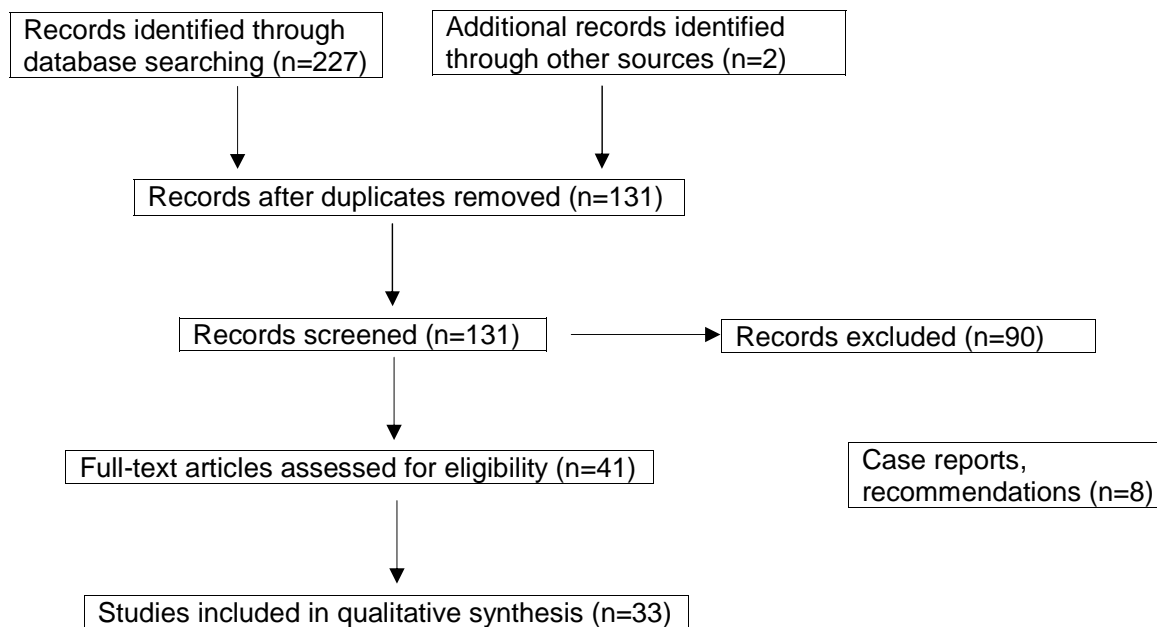 Records identified through
database searching (n=227)
Additional records identified
through other sources (n=2)
Records after duplicates removed (n=131)
Records screened (n=131)
Records excluded (n=90)
Full-text articles assessed for eligibility (n=41)
Case reports,
recommendations (n=8)
Studies included in qualitative synthesis (n=33)